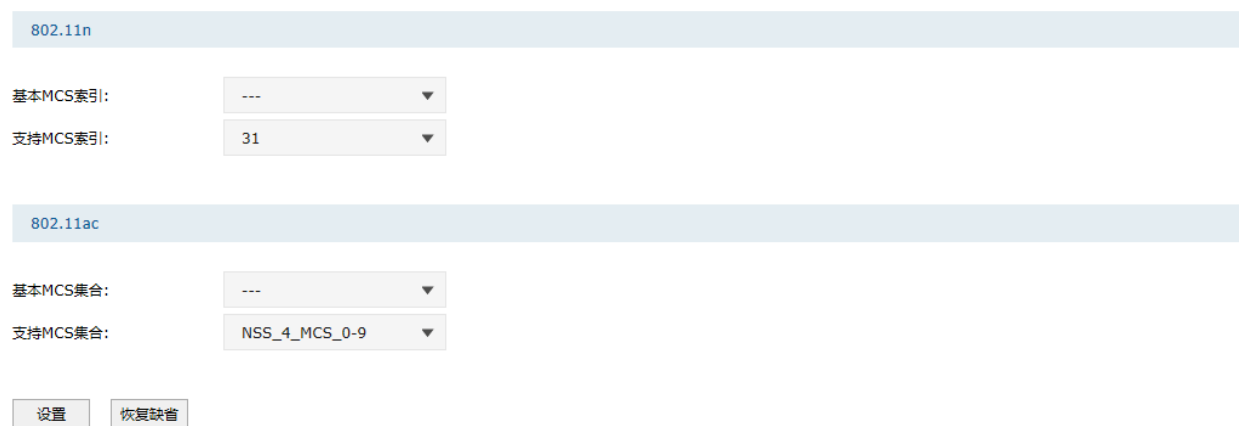 802.11n
基本MCS索引: ---
支持MCS索引: 31
802.11ac
基本MCS集合: ---
支持MCS集合: NSS_4_MCS_0-9
设置 恢复缺省